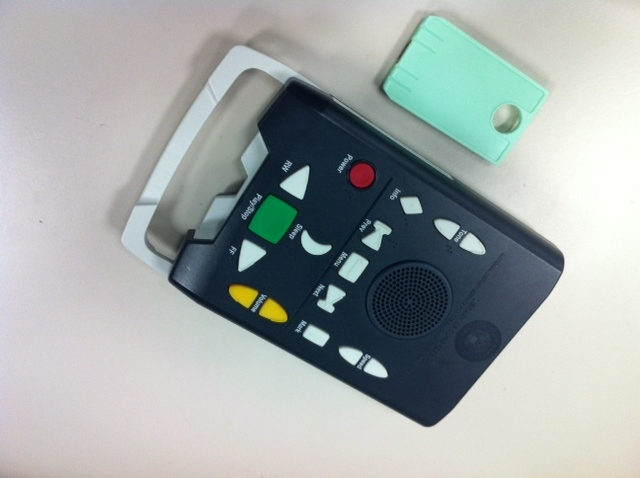 Power
Tone
Info
RW
Prev
Play/Stop
Sleep
Menu
FF
Next
Volume
Mark
Speed